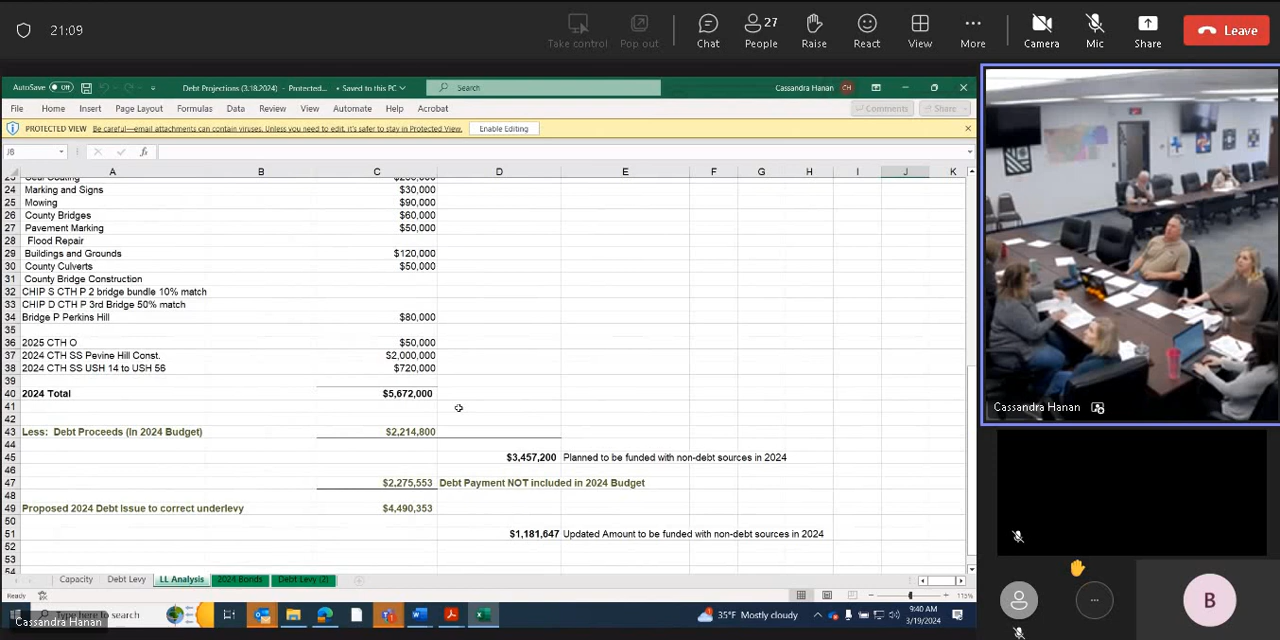 21:09
Take control
Pop out
Chat
27
People
Raise
React
View
More
Camera
Mic
Share
Leave
AutoSave Off
Debt Projections (3.18.2024) - Protected... • Saved to this PC
Search
Cassandra Hanan
CH
File Home Insert Page Layout Formulas Data Review View Automate Help Acrobat
Comments
Share
PROTECTED VIEW Be careful—email attachments can contain viruses. Unless you need to edit, it's safer to stay in Protected View. Enable Editing
J6
fx
A B C D E F G H I J K
24 Marking and Signs $30,000
25 Mowing $90,000
26 County Bridges $60,000
27 Pavement Marking $50,000
28 Flood Repair
29 Buildings and Grounds $120,000
30 County Culverts $50,000
31 County Bridge Construction
32 CHIP S CTH P 2 bridge bundle 10% match
33 CHIP D CTH P 3rd Bridge 50% match
34 Bridge P Perkins Hill $80,000
35
36 2025 CTH O $50,000
37 2024 CTH SS Pevine Hill Const. $2,000,000
38 2024 CTH SS USH 14 to USH 56 $720,000
39
40 2024 Total $5,672,000
41
42
43 Less: Debt Proceeds (In 2024 Budget) $2,214,800
44
45 $3,457,200 Planned to be funded with non-debt sources in 2024
46
47 $2,275,553 Debt Payment NOT included in 2024 Budget
48
49 Proposed 2024 Debt Issue to correct underlevy $4,490,353
50
51 $1,181,647 Updated Amount to be funded with non-debt sources in 2024
52
53
54
Capacity Debt Levy LL Analysis 2024 Bonds Debt Levy (2)
Ready
115%
Type here to search
35°F Mostly cloudy
9:40 AM
3/19/2024
Cassandra Hanan
Cassandra Hanan
B